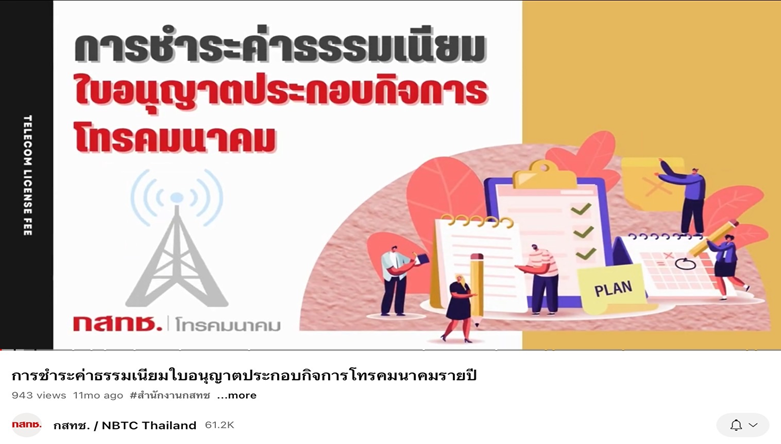 การชำระค่าธรรมเนียม
ใบอนุญาตประกอบกิจการ
โทรคมนาคม
TELECOM LICENSE FEE
กสทช. | โทรคมนาคม
PLAN
การชำระค่าธรรมเนียมใบอนุญาตประกอบกิจการโทรคมนาคมรายปี
943 views 11mo ago #สำนักงานกสทช ...more
กสทช. กสทช. / NBTC Thailand 61.2K